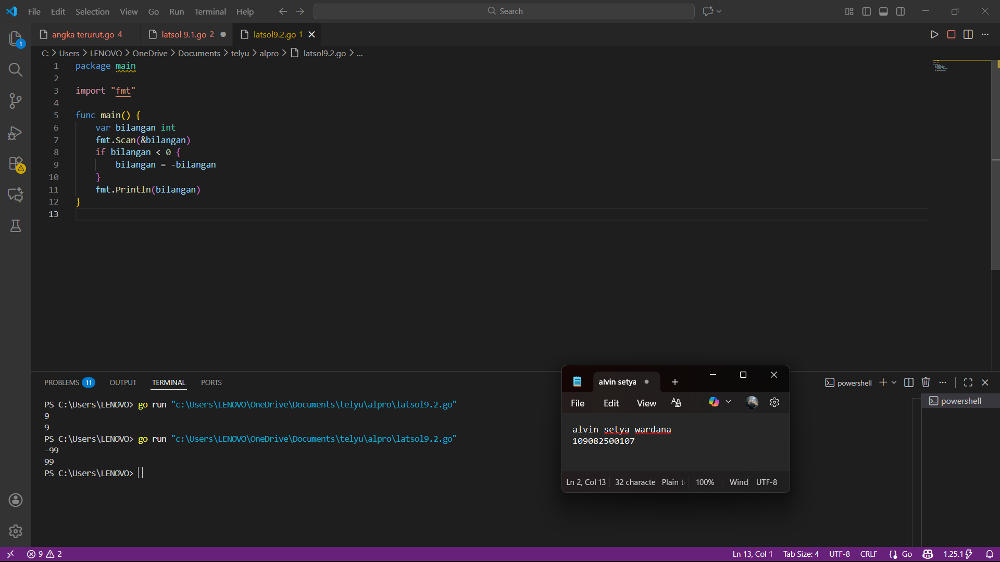 File Edit Selection View Go Run Terminal Help Search
angka terurut.go 4 latsol 9.1.go 2 latsol9.2.go 1
C: > Users > LENOVO > OneDrive > Documents > telyu > alpro > latsol9.2.go > ...
1 package main
2
3 import "fmt"
4
5 func main() {
6 var bilangan int
7 fmt.Scan(&bilangan)
8 if bilangan < 0 {
9 bilangan = -bilangan
10 }
11 fmt.Println(bilangan)
12 }
13
1
PROBLEMS 11 OUTPUT TERMINAL PORTS
powershell
powershell
PS C:\Users\LENOVO> go run "c:\Users\LENOVO\OneDrive\Documents\telyu\alpro\latsol9.2.go"
9
9
PS C:\Users\LENOVO> go run "c:\Users\LENOVO\OneDrive\Documents\telyu\alpro\latsol9.2.go"
-99
99
PS C:\Users\LENOVO>
alvin setya
File Edit View
alvin setya wardana
109082500107
Ln 2, Col 13 32 characte Plain t 100% Wind UTF-8
9 2 Ln 13, Col 1 Tab Size: 4 UTF-8 CRLF { } Go 1.25.1